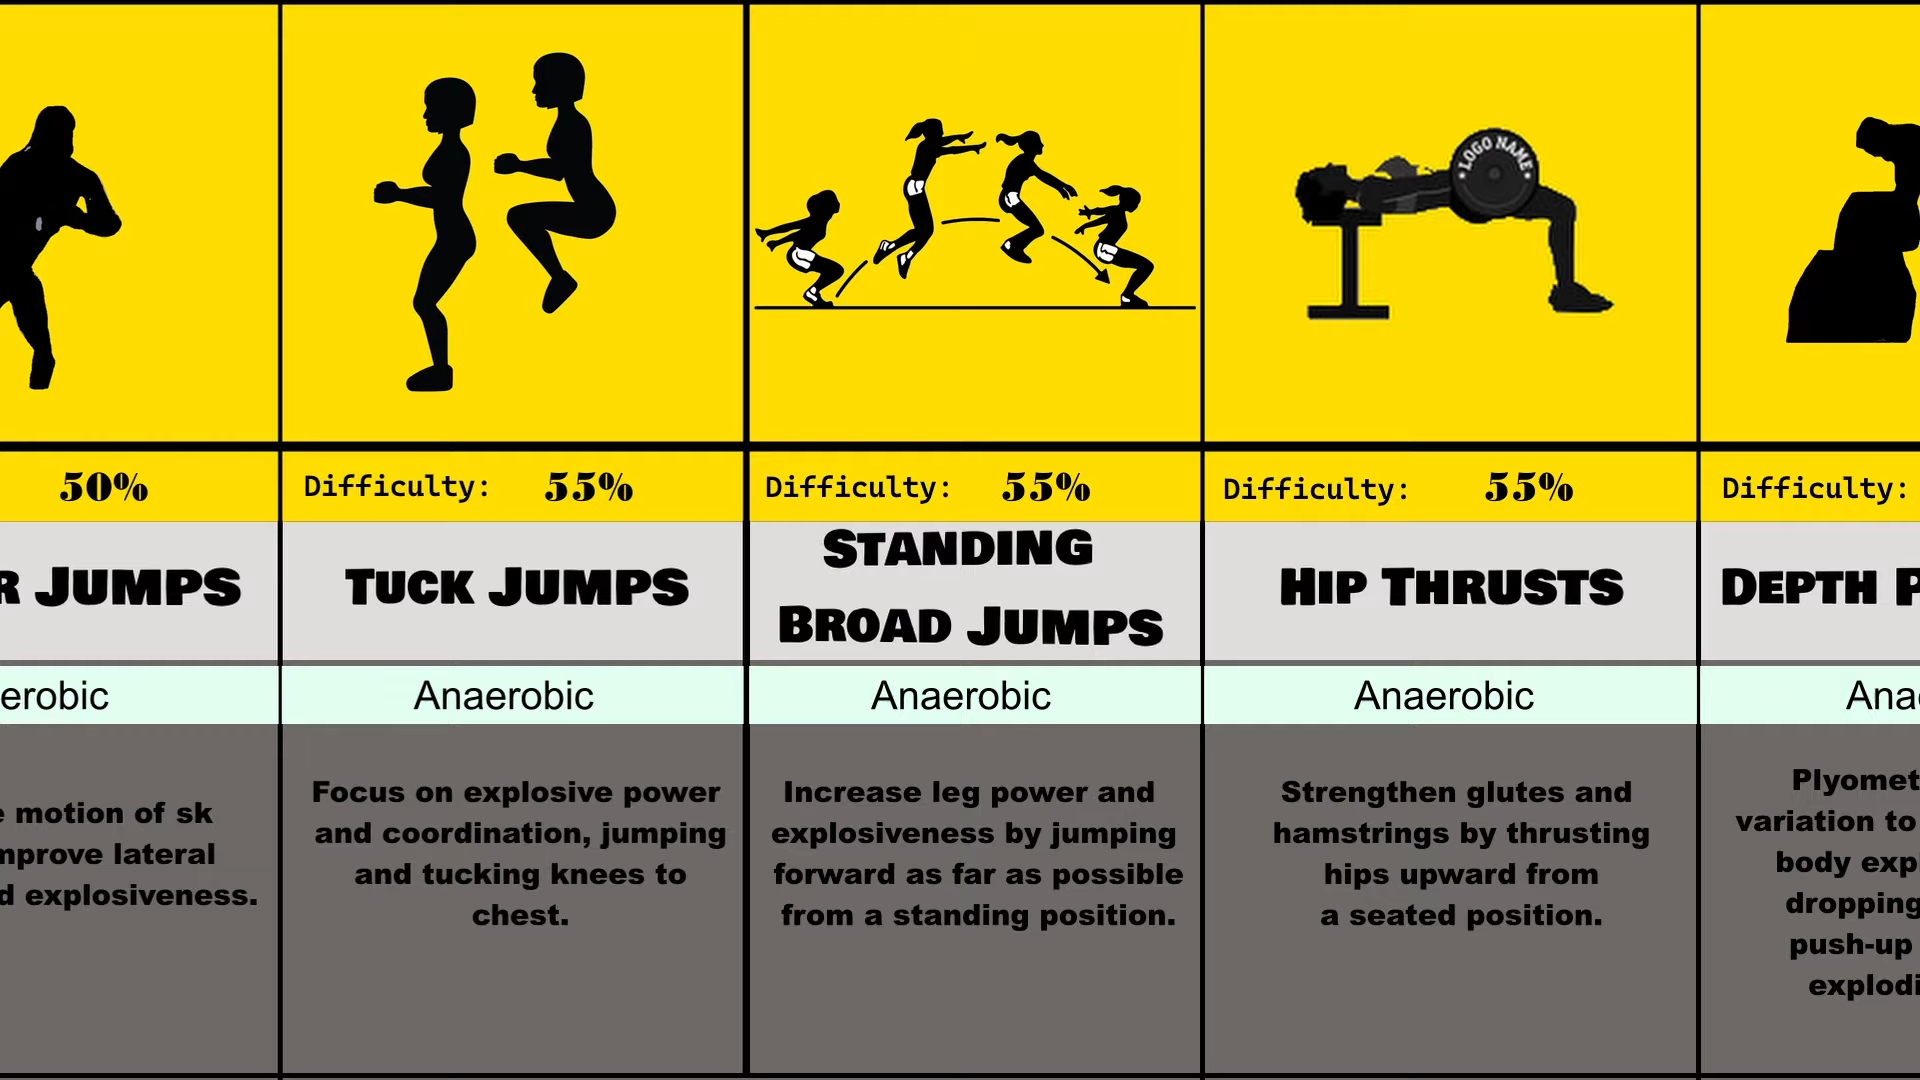 LOGO NAME
50%
R JUMPS
erobic
motion of sk
mprove lateral
d explosiveness.
Difficulty: 55%
TUCK JUMPS
Anaerobic
Focus on explosive power
and coordination, jumping
and tucking knees to
chest.
Difficulty: 55%
STANDING
BROAD JUMPS
Anaerobic
Increase leg power and
explosiveness by jumping
forward as far as possible
from a standing position.
Difficulty: 55%
HIP THRUSTS
Anaerobic
Strengthen glutes and
hamstrings by thrusting
hips upward from
a seated position.
Difficulty:
DEPTH P
Ana
Plyomet
variation to
body exp
dropping
push-up
explodi